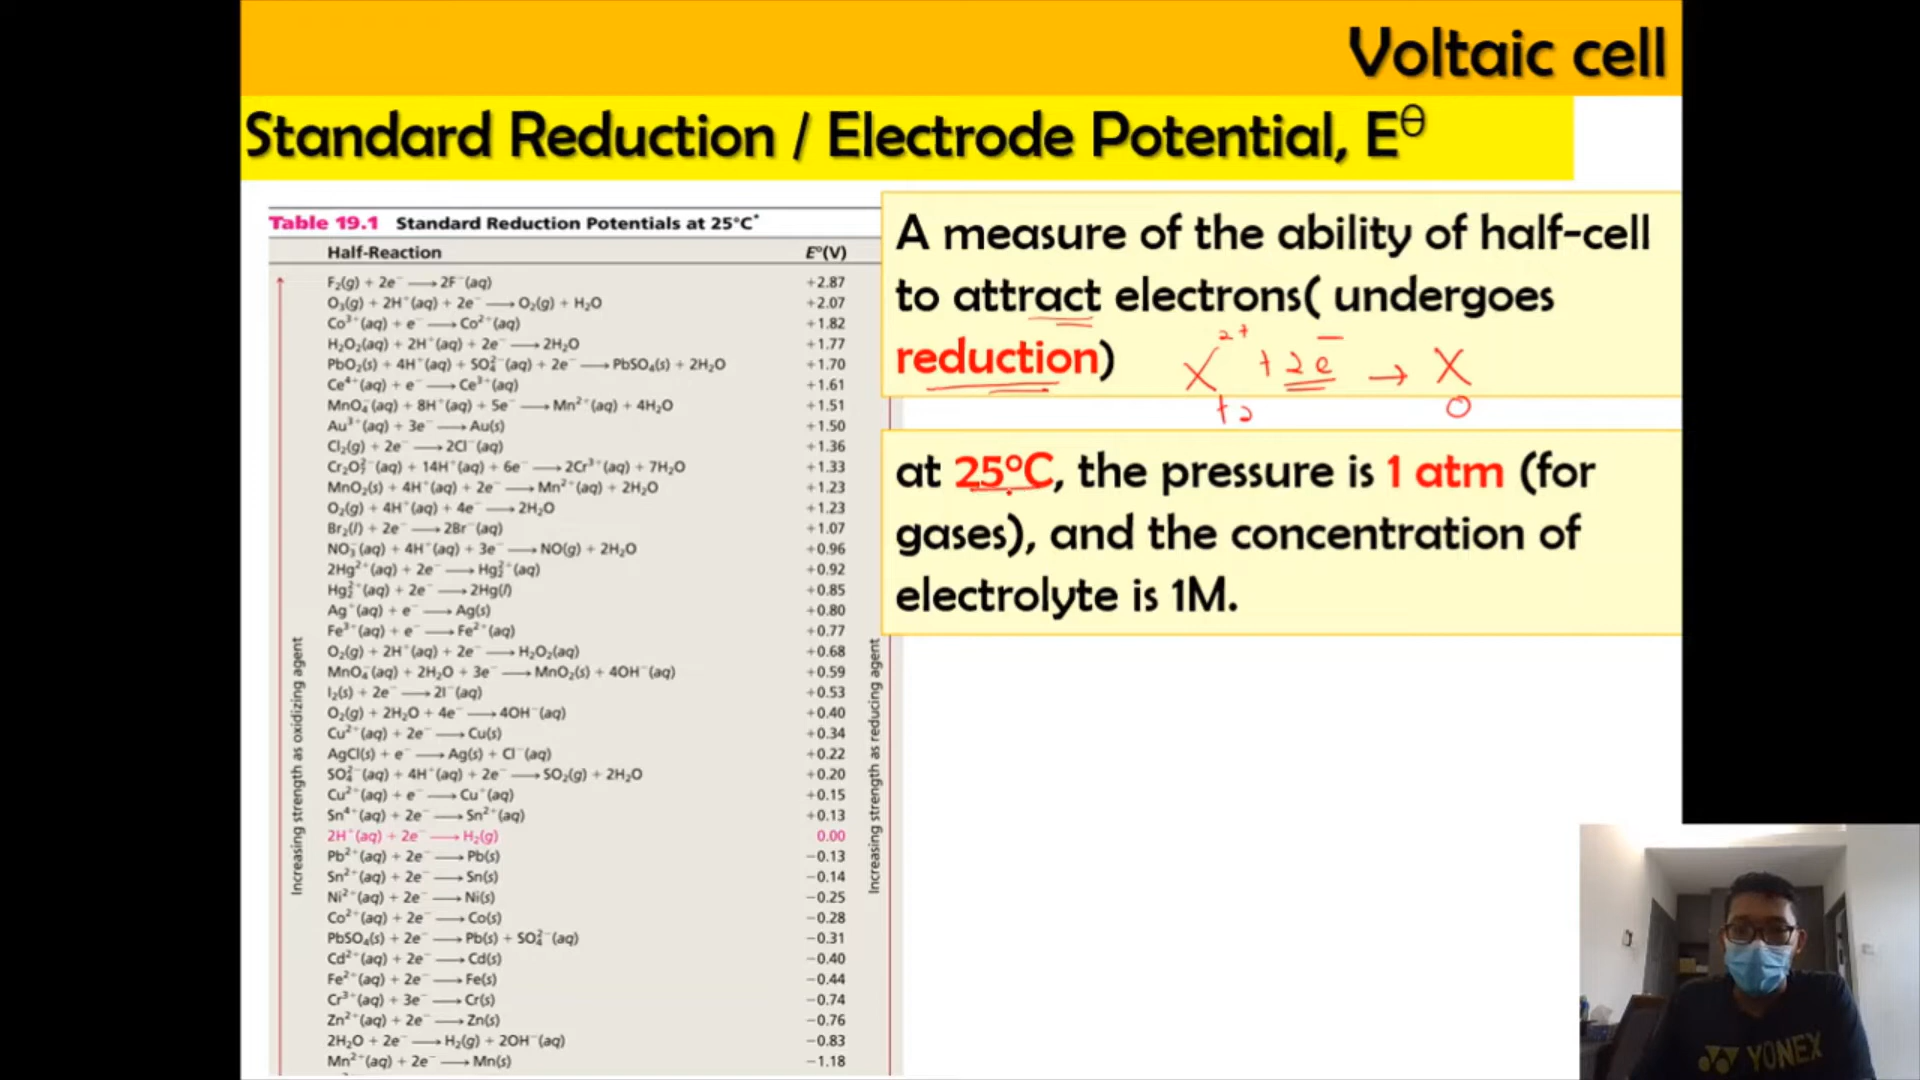 Voltaic cell
Standard Reduction / Electrode Potential, E^θ
Table 19.1 Standard Reduction Potentials at 25°C*
Half-Reaction E°(V)
F₂(g) + 2e⁻ ⟶ 2F⁻(aq) +2.87
O₃(g) + 2H⁺(aq) + 2e⁻ ⟶ O₂(g) + H₂O +2.07
Co³⁺(aq) + e⁻ ⟶ Co²⁺(aq) +1.82
H₂O₂(aq) + 2H⁺(aq) + 2e⁻ ⟶ 2H₂O +1.77
PbO₂(s) + 4H⁺(aq) + SO₄²⁻(aq) + 2e⁻ ⟶ PbSO₄(s) + 2H₂O +1.70
Ce⁴⁺(aq) + e⁻ ⟶ Ce³⁺(aq) +1.61
MnO₄⁻(aq) + 8H⁺(aq) + 5e⁻ ⟶ Mn²⁺(aq) + 4H₂O +1.51
Au³⁺(aq) + 3e⁻ ⟶ Au(s) +1.50
Cl₂(g) + 2e⁻ ⟶ 2Cl⁻(aq) +1.36
Cr₂O₇²⁻(aq) + 14H⁺(aq) + 6e⁻ ⟶ 2Cr³⁺(aq) + 7H₂O +1.33
MnO₂(s) + 4H⁺(aq) + 2e⁻ ⟶ Mn²⁺(aq) + 2H₂O +1.23
O₂(g) + 4H⁺(aq) + 4e⁻ ⟶ 2H₂O +1.23
Br₂(l) + 2e⁻ ⟶ 2Br⁻(aq) +1.07
NO₃⁻(aq) + 4H⁺(aq) + 3e⁻ ⟶ NO(g) + 2H₂O +0.96
2Hg²⁺(aq) + 2e⁻ ⟶ Hg₂²⁺(aq) +0.92
Hg₂²⁺(aq) + 2e⁻ ⟶ 2Hg(l) +0.85
Ag⁺(aq) + e⁻ ⟶ Ag(s) +0.80
Fe³⁺(aq) + e⁻ ⟶ Fe²⁺(aq) +0.77
O₂(g) + 2H⁺(aq) + 2e⁻ ⟶ H₂O₂(aq) +0.68
MnO₄⁻(aq) + 2H₂O + 3e⁻ ⟶ MnO₂(s) + 4OH⁻(aq) +0.59
I₂(s) + 2e⁻ ⟶ 2I⁻(aq) +0.53
O₂(g) + 2H₂O + 4e⁻ ⟶ 4OH⁻(aq) +0.40
Cu²⁺(aq) + 2e⁻ ⟶ Cu(s) +0.34
AgCl(s) + e⁻ ⟶ Ag(s) + Cl⁻(aq) +0.22
SO₄²⁻(aq) + 4H⁺(aq) + 2e⁻ ⟶ SO₂(g) + 2H₂O +0.20
Cu²⁺(aq) + e⁻ ⟶ Cu⁺(aq) +0.15
Sn⁴⁺(aq) + 2e⁻ ⟶ Sn²⁺(aq) +0.13
2H⁺(aq) + 2e⁻ ⟶ H₂(g) 0.00
Pb²⁺(aq) + 2e⁻ ⟶ Pb(s) −0.13
Sn²⁺(aq) + 2e⁻ ⟶ Sn(s) −0.14
Ni²⁺(aq) + 2e⁻ ⟶ Ni(s) −0.25
Co²⁺(aq) + 2e⁻ ⟶ Co(s) −0.28
PbSO₄(s) + 2e⁻ ⟶ Pb(s) + SO₄²⁻(aq) −0.31
Cd²⁺(aq) + 2e⁻ ⟶ Cd(s) −0.40
Fe²⁺(aq) + 2e⁻ ⟶ Fe(s) −0.44
Cr³⁺(aq) + 3e⁻ ⟶ Cr(s) −0.74
Zn²⁺(aq) + 2e⁻ ⟶ Zn(s) −0.76
2H₂O + 2e⁻ ⟶ H₂(g) + 2OH⁻(aq) −0.83
Mn²⁺(aq) + 2e⁻ ⟶ Mn(s) −1.18
Increasing strength as oxidizing agent
Increasing strength as reducing agent
A measure of the ability of half-cell
to attract electrons( undergoes
reduction)
X²⁺ + 2e⁻ → X
+2 0
at 25°C, the pressure is 1 atm (for
gases), and the concentration of
electrolyte is 1M.
YONEX